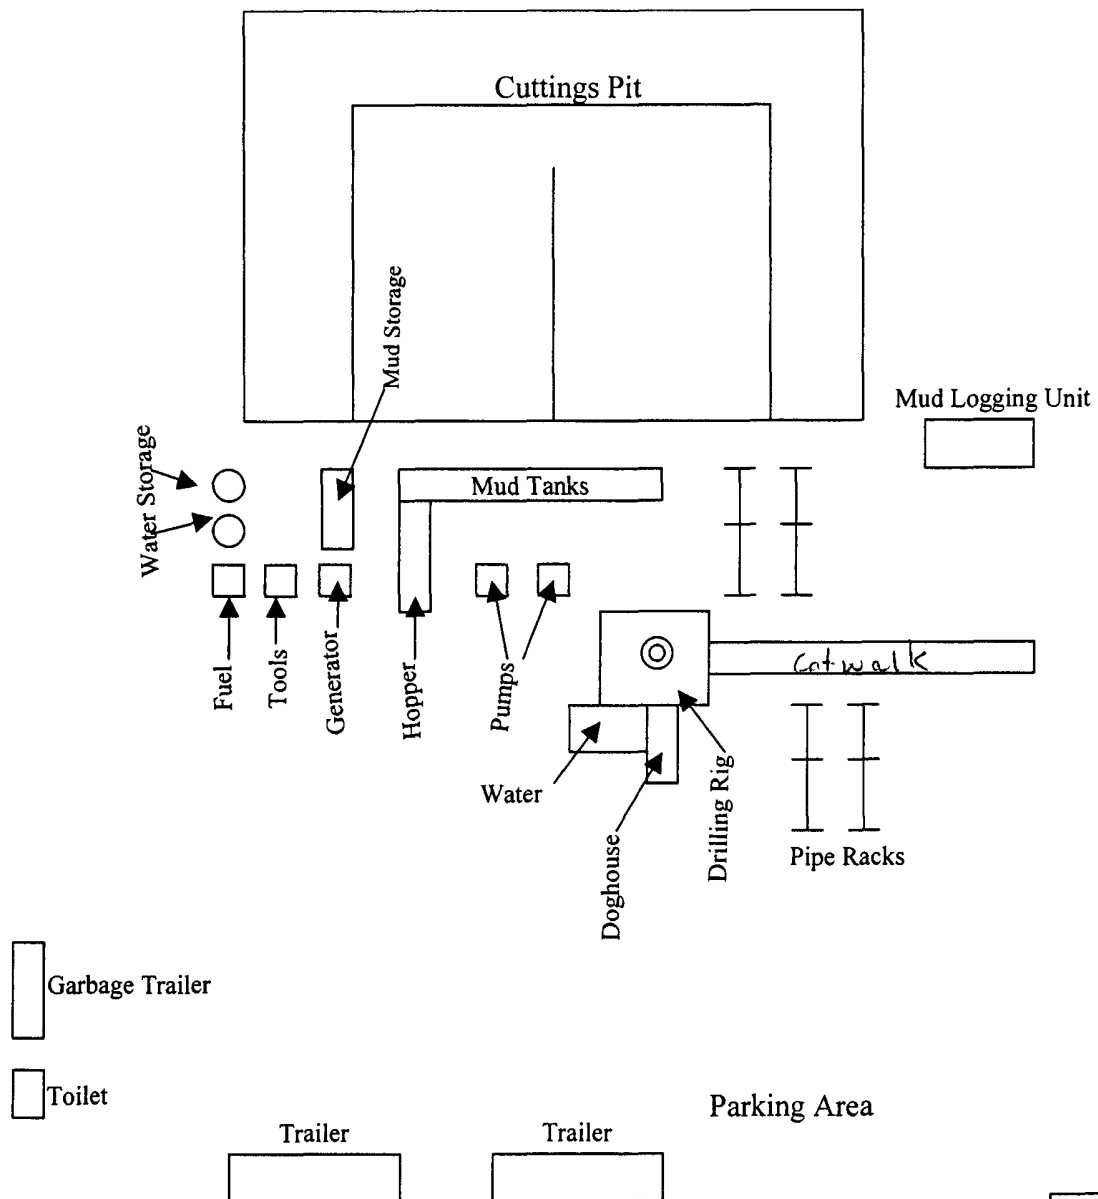 Cuttings Pit
Mud Storage
Mud Logging Unit
Water Storage
Mud Tanks
Catwalk
Fuel
Tools
Generator
Hopper
Pumps
Water
Doghouse
Drilling Rig
Pipe Racks
Garbage Trailer
Toilet
Parking Area
Trailer
Trailer